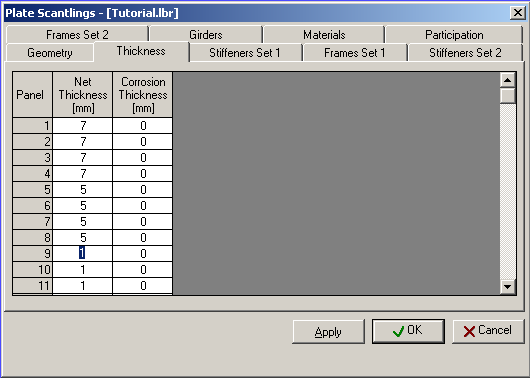 Plate Scantlings - [Tutorial.lbr]
Frames Set 2 Girders Materials Participation
Geometry Thickness Stiffeners Set 1 Frames Set 1 Stiffeners Set 2
Panel Net Thickness [mm] Corrosion Thickness [mm]
1 7 0
2 7 0
3 7 0
4 7 0
5 5 0
6 5 0
7 5 0
8 5 0
9 1 0
10 1 0
11 1 0
Apply OK Cancel